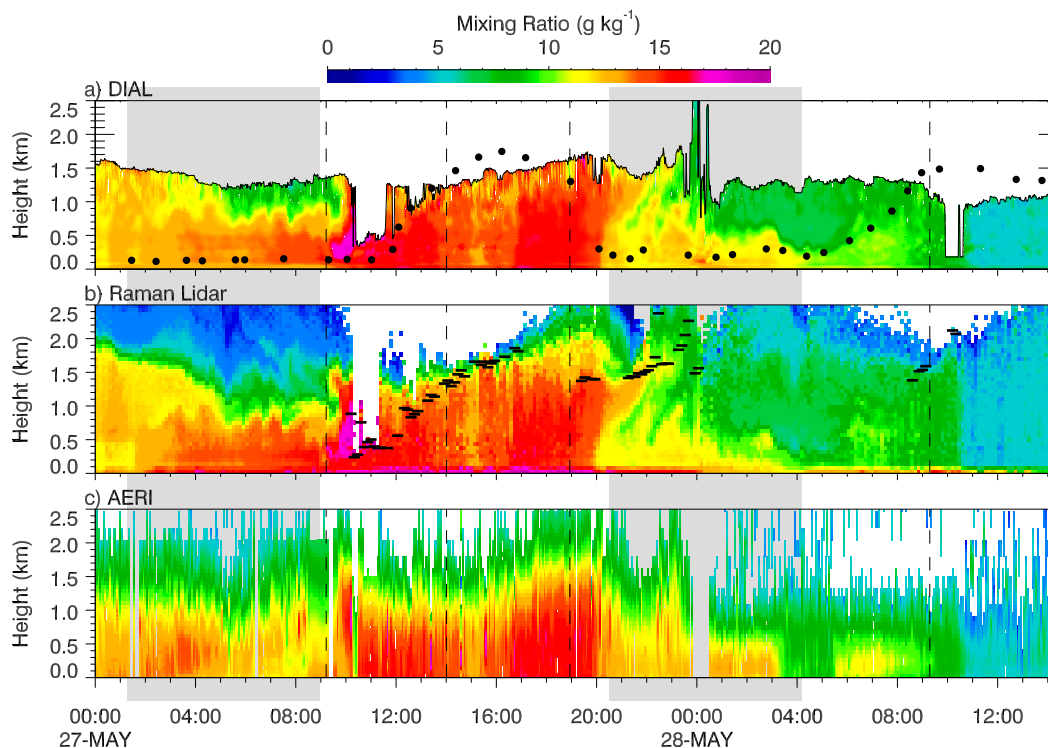 Mixing Ratio (g kg⁻¹)
0 5 10 15 20
a) DIAL
Height (km)
2.5
2.0
1.5
1.0
0.5
0.0
b) Raman Lidar
Height (km)
2.5
2.0
1.5
1.0
0.5
0.0
c) AERI
Height (km)
2.5
2.0
1.5
1.0
0.5
0.0
00:00 04:00 08:00 12:00 16:00 20:00 00:00 04:00 08:00 12:00
27-MAY 28-MAY